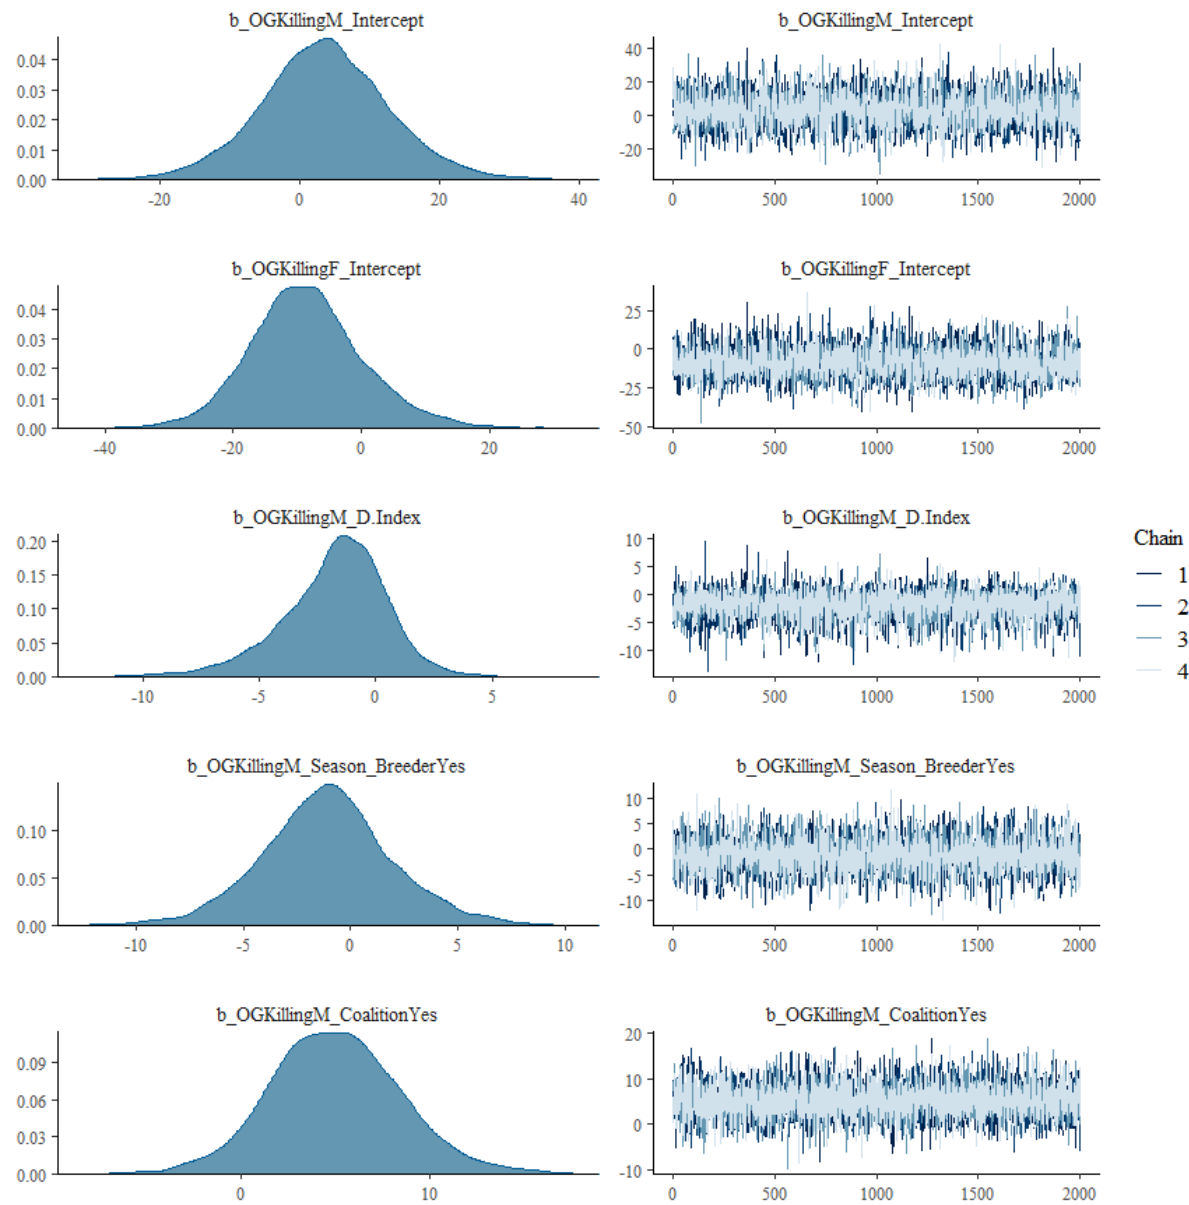 b_OGKillingM_Intercept
0.04
0.03
0.02
0.01
0.00
-20 0 20 40
b_OGKillingM_Intercept
40
20
0
-20
0 500 1000 1500 2000
b_OGKillingF_Intercept
0.04
0.03
0.02
0.01
0.00
-40 -20 0 20
b_OGKillingF_Intercept
25
0
-25
-50
0 500 1000 1500 2000
b_OGKillingM_D.Index
0.20
0.15
0.10
0.05
0.00
-10 -5 0 5
b_OGKillingM_D.Index
10
5
0
-5
-10
0 500 1000 1500 2000
Chain
1
2
3
4
b_OGKillingM_Season_BreederYes
0.10
0.05
0.00
-10 -5 0 5 10
b_OGKillingM_Season_BreederYes
10
5
0
-5
-10
0 500 1000 1500 2000
b_OGKillingM_CoalitionYes
0.09
0.06
0.03
0.00
0 10
b_OGKillingM_CoalitionYes
20
10
0
-10
0 500 1000 1500 2000